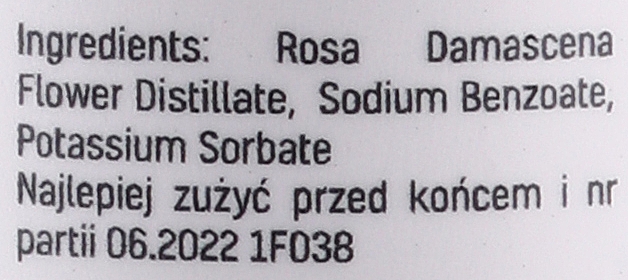 Ingredients: Rosa Damascena
Flower Distillate, Sodium Benzoate,
Potassium Sorbate
Najlepiej zużyć przed końcem i nr
partii 06.2022 1F038